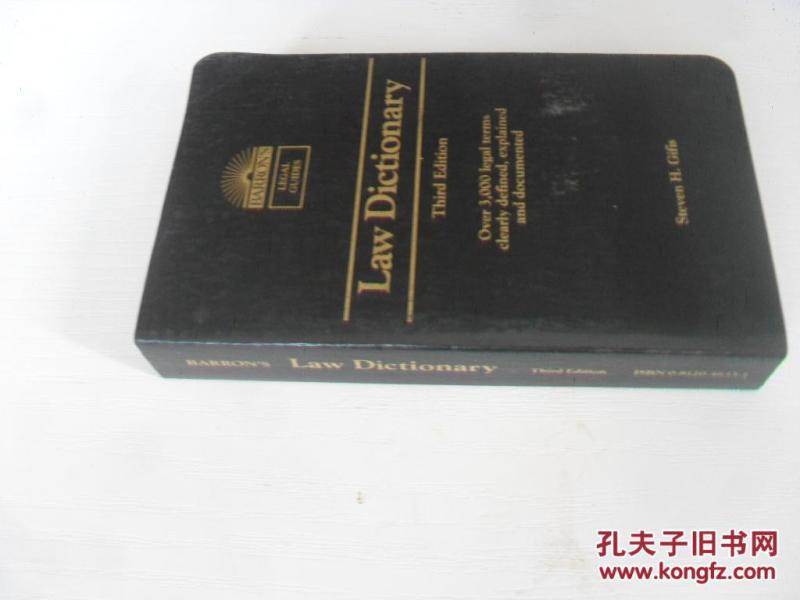 BARRON'S
LEGAL
GUIDES
Law Dictionary
Third Edition
Over 3,000 legal terms
clearly defined, explained
and documented
Steven H. Gifis
BARRON'S Law Dictionary Third Edition ISBN
孔夫子旧书网
www.kongfz.com